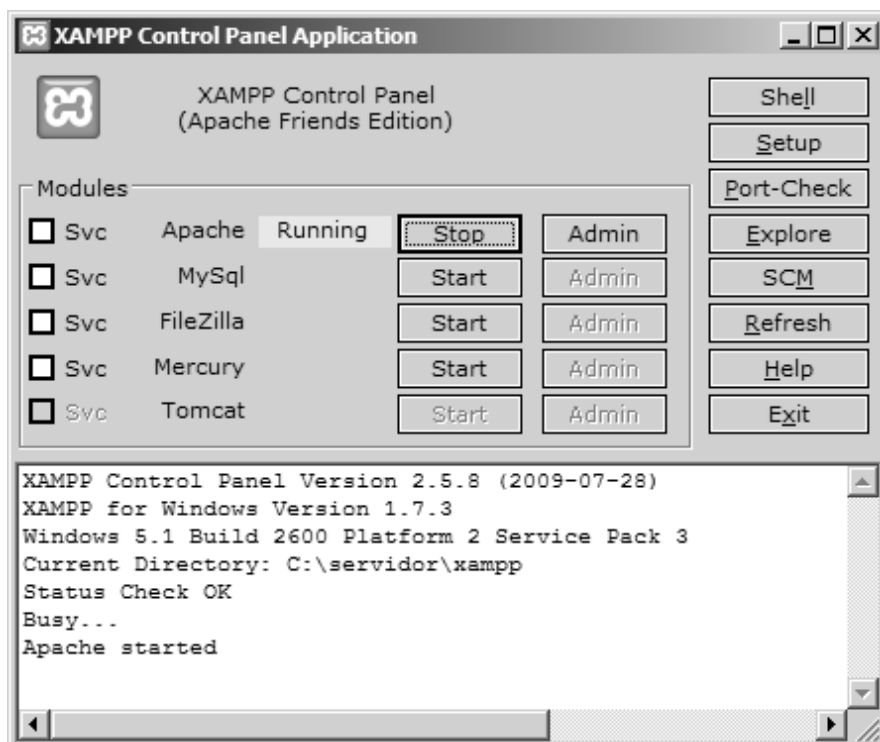 XAMPP Control Panel Application
XAMPP Control Panel
(Apache Friends Edition)
Shell
Setup
Port-Check
Explore
SCM
Refresh
Help
Exit
Modules
Svc Apache Running Stop Admin
Svc MySql Start Admin
Svc FileZilla Start Admin
Svc Mercury Start Admin
Svc Tomcat Start Admin
XAMPP Control Panel Version 2.5.8 (2009-07-28)
XAMPP for Windows Version 1.7.3
Windows 5.1 Build 2600 Platform 2 Service Pack 3
Current Directory: C:\servidor\xampp
Status Check OK
Busy...
Apache started